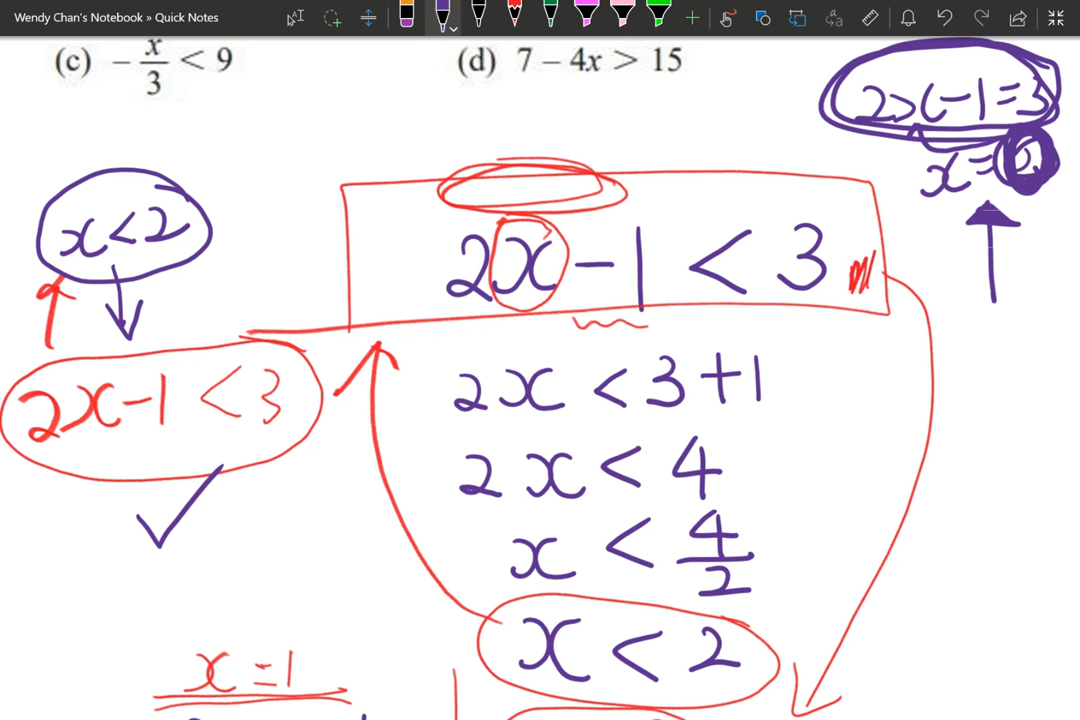 Wendy Chan's Notebook » Quick Notes
(c) -x/3 < 9
(d) 7 – 4x > 15
2x-1=3
x=
x<2
2x-1<3
2x-1<3
2x<3+1
2x<4
x<4/2
x<2
x=1